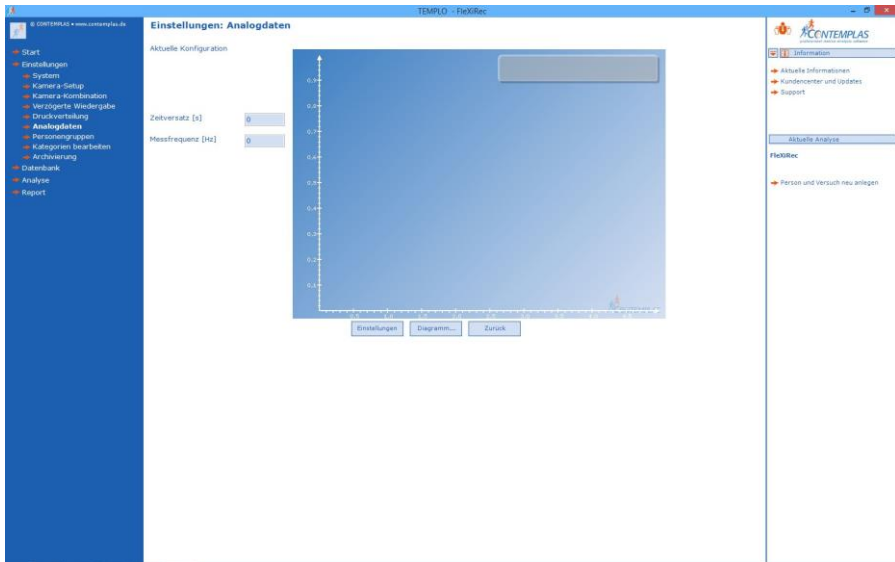 TEMPLO - FleXiRec
© CONTEMPLAS • www.contemplas.de
Start
Einstellungen
System
Kamera-Setup
Kamera-Kombination
Verzögerte Wiedergabe
Druckverteilung
Analogdaten
Personengruppen
Kategorien bearbeiten
Archivierung
Datenbank
Analyse
Report
Einstellungen: Analogdaten
Aktuelle Konfiguration
Zeitversatz [s]
0
Messfrequenz [Hz]
0
0.9
0.8
0.7
0.6
0.5
0.4
0.3
0.2
0.1
Einstellungen
Diagramm...
Zurück
CONTEMPLAS
Information
Aktuelle Informationen
Kundencenter und Updates
Support
Aktuelle Analyse
FleXiRec
Person und Versuch neu anlegen